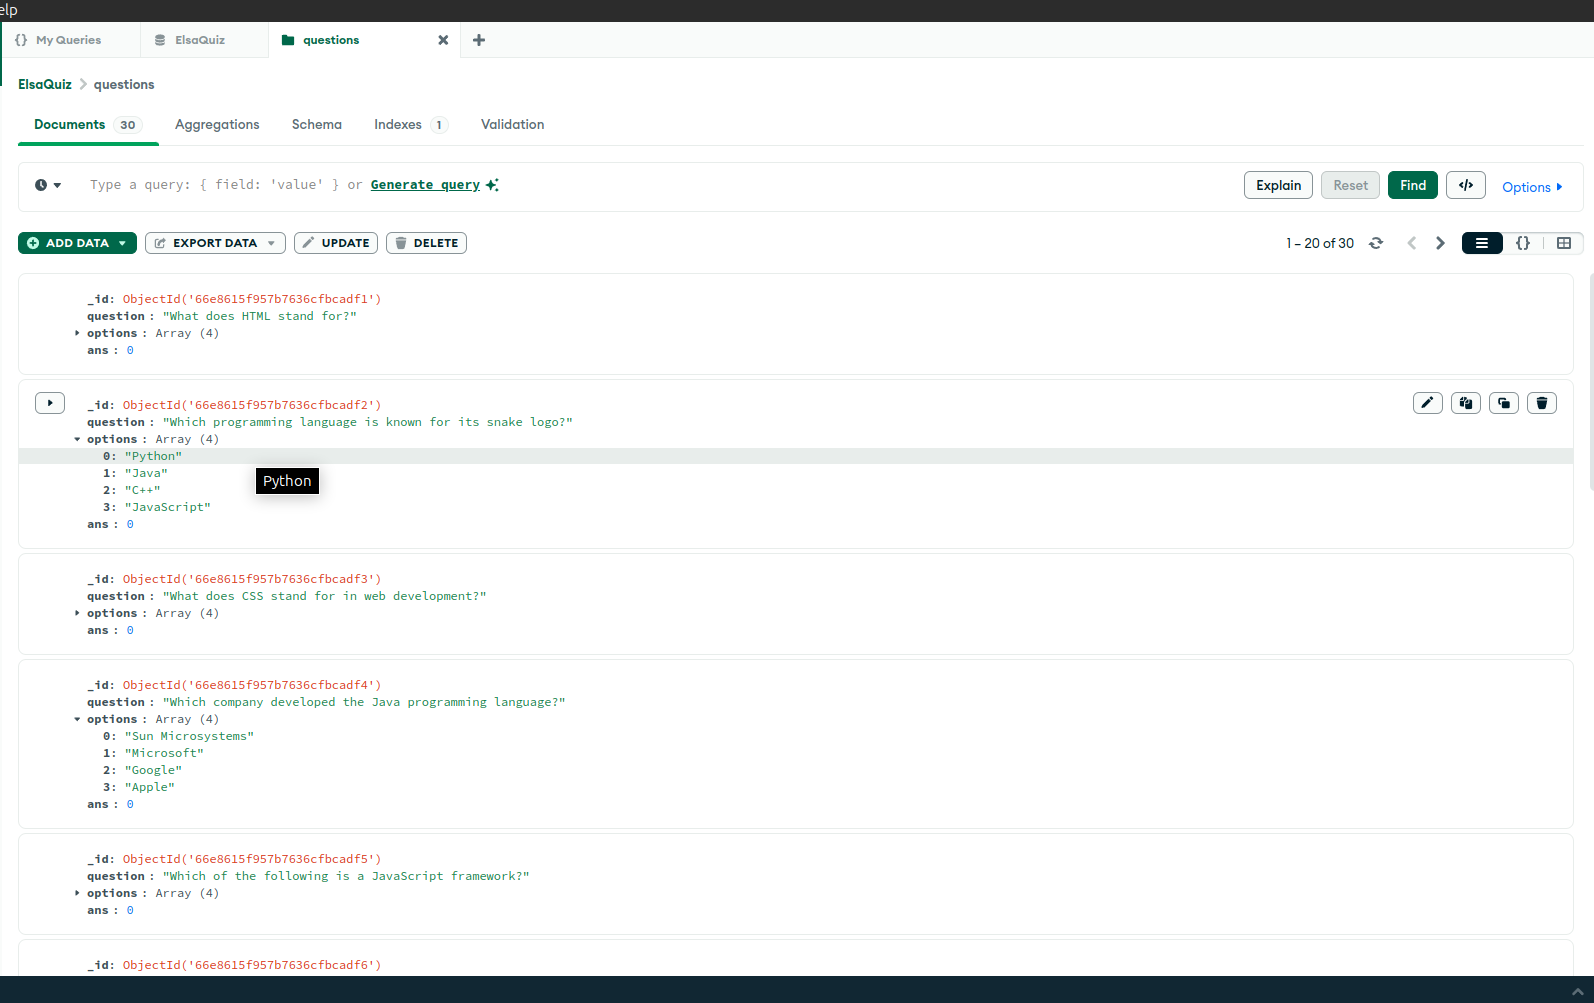 elp
{} My Queries
ElsaQuiz
questions
ElsaQuiz > questions
Documents 30
Aggregations
Schema
Indexes 1
Validation
Type a query: { field: 'value' } or Generate query
Explain
Reset
Find
</>
Options
ADD DATA
EXPORT DATA
UPDATE
DELETE
1 – 20 of 30
{}
_id: ObjectId('66e8615f957b7636cfbcadf1')
question : "What does HTML stand for?"
options : Array (4)
ans : 0
_id: ObjectId('66e8615f957b7636cfbcadf2')
question : "Which programming language is known for its snake logo?"
options : Array (4)
0: "Python"
1: "Java"
Python
2: "C++"
3: "JavaScript"
ans : 0
_id: ObjectId('66e8615f957b7636cfbcadf3')
question : "What does CSS stand for in web development?"
options : Array (4)
ans : 0
_id: ObjectId('66e8615f957b7636cfbcadf4')
question : "Which company developed the Java programming language?"
options : Array (4)
0: "Sun Microsystems"
1: "Microsoft"
2: "Google"
3: "Apple"
ans : 0
_id: ObjectId('66e8615f957b7636cfbcadf5')
question : "Which of the following is a JavaScript framework?"
options : Array (4)
ans : 0
_id: ObjectId('66e8615f957b7636cfbcadf6')